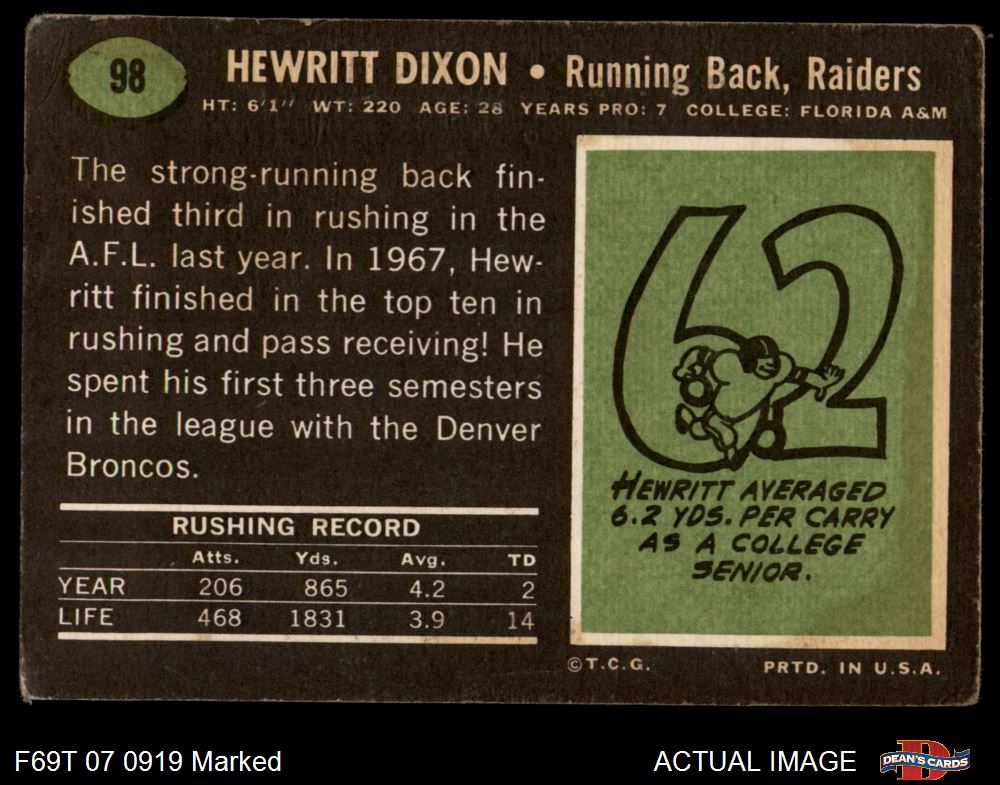 98
HEWRITT DIXON • Running Back, Raiders
HT: 6'1" WT: 220 AGE: 28 YEARS PRO: 7 COLLEGE: FLORIDA A&M
The strong-running back fin-
ished third in rushing in the
A.F.L. last year. In 1967, Hew-
ritt finished in the top ten in
rushing and pass receiving! He
spent his first three semesters
in the league with the Denver
Broncos.
RUSHING RECORD
Atts. Yds. Avg. TD
YEAR 206 865 4.2 2
LIFE 468 1831 3.9 14
62
HEWRITT AVERAGED
6.2 YDS. PER CARRY
AS A COLLEGE
SENIOR.
©T.C.G. PRTD. IN U.S.A.
F69T 07 0919 Marked ACTUAL IMAGE
D
DEAN'S CARDS